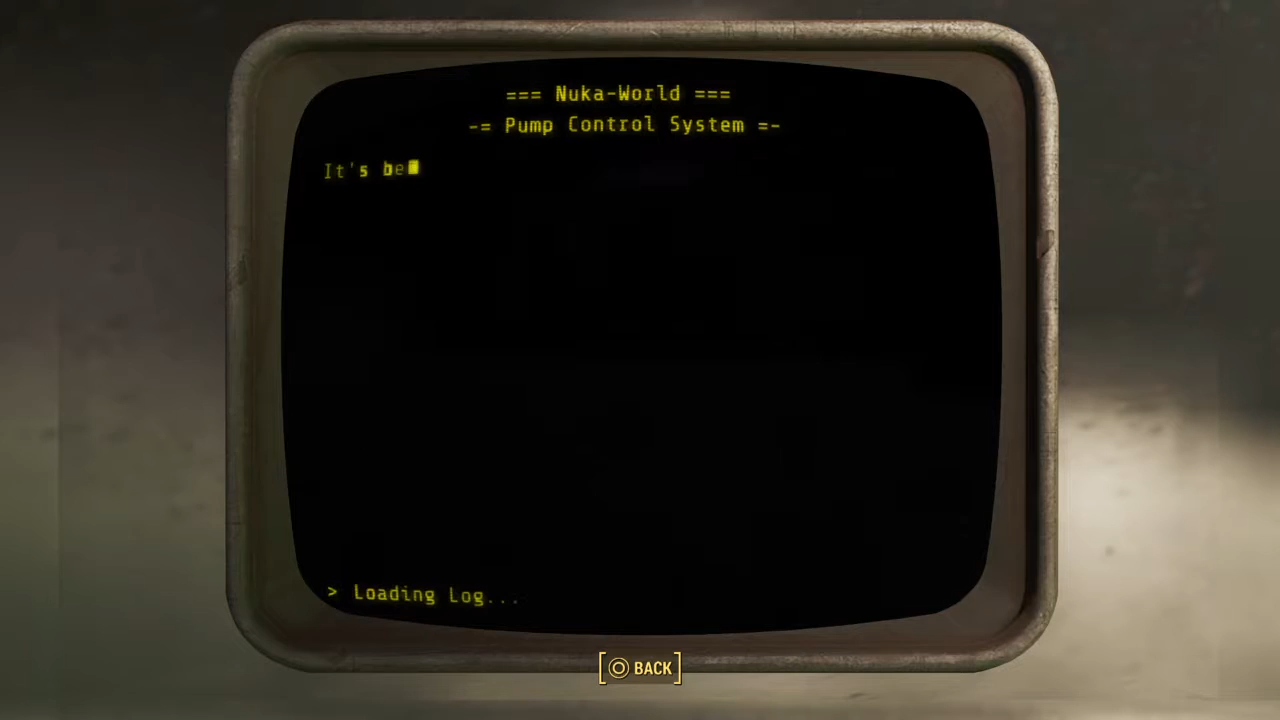 === Nuka-World ===
-= Pump Control System =-
It's be
> Loading Log...
BACK